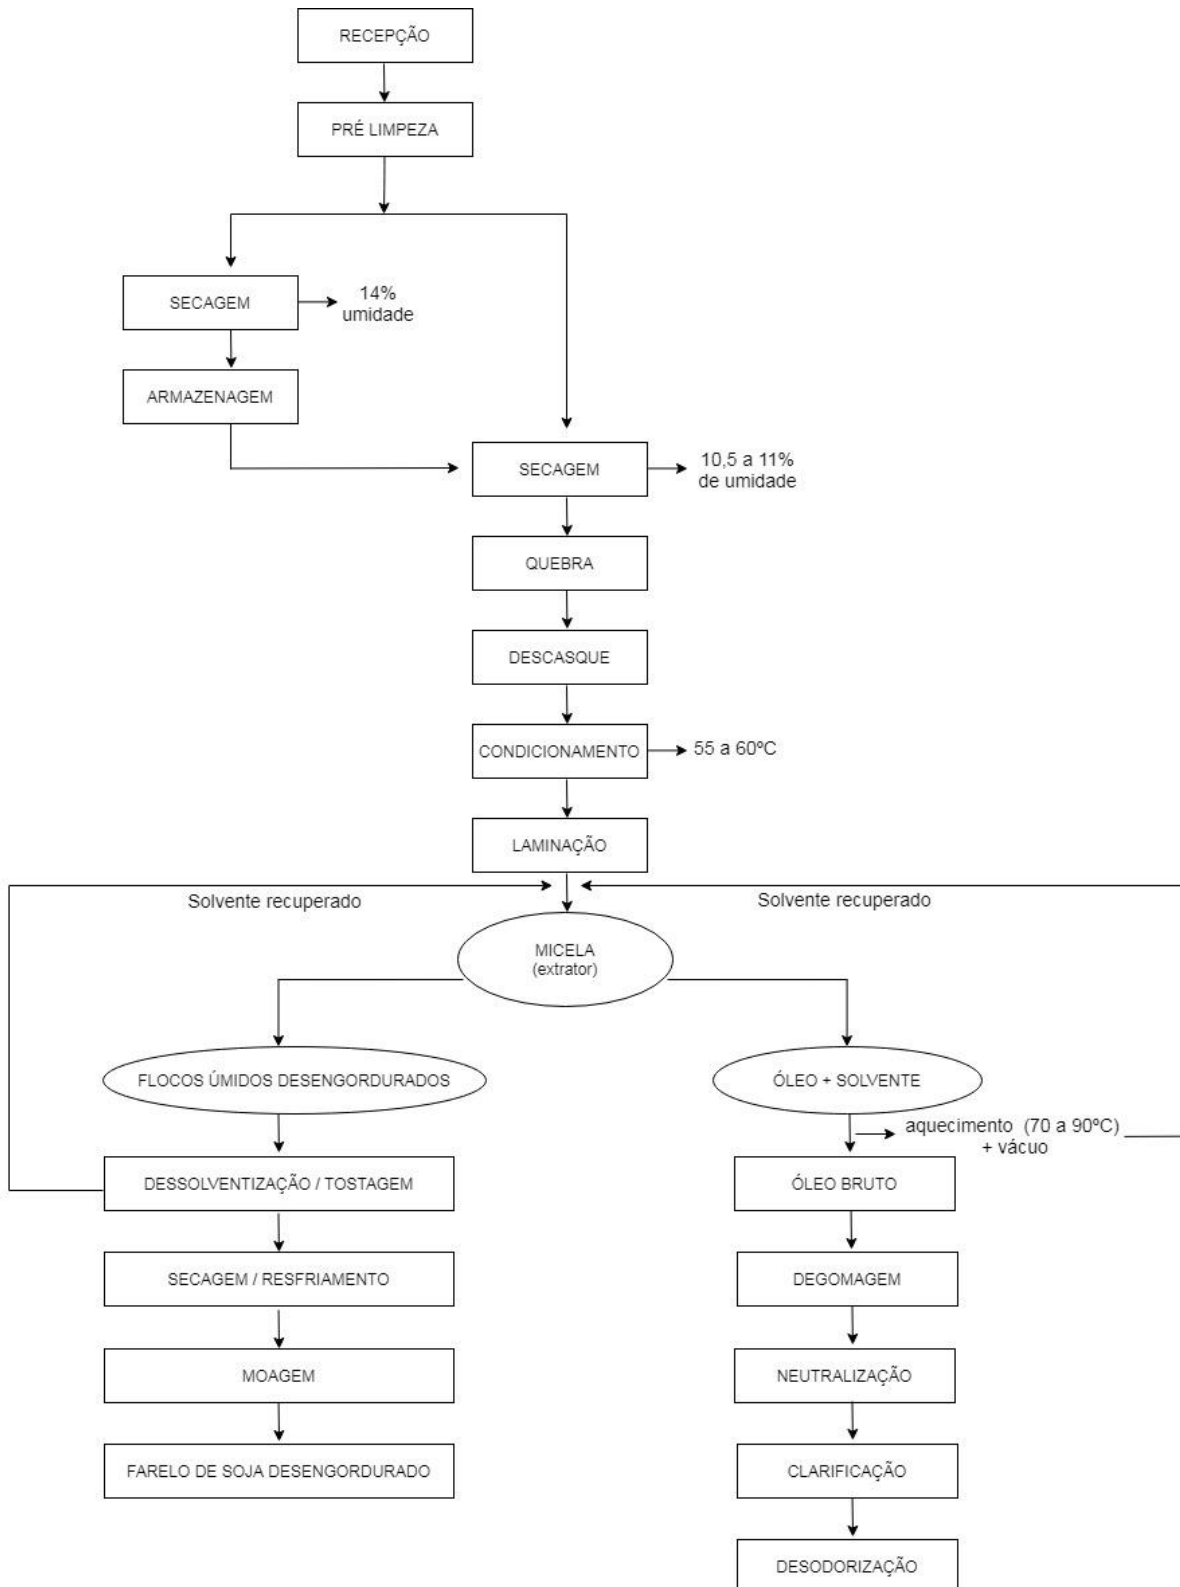 RECEPÇÃO
PRÉ LIMPEZA
SECAGEM
14%
umidade
ARMAZENAGEM
SECAGEM
10,5 a 11%
de umidade
QUEBRA
DESCASQUE
CONDICIONAMENTO
55 a 60ºC
LAMINAÇÃO
Solvente recuperado
Solvente recuperado
MICELA
(extrator)
FLOCOS ÚMIDOS DESENGORDURADOS
ÓLEO + SOLVENTE
aquecimento (70 a 90ºC)
+ vácuo
DESSOLVENTIZAÇÃO / TOSTAGEM
ÓLEO BRUTO
SECAGEM / RESFRIAMENTO
DEGOMAGEM
MOAGEM
NEUTRALIZAÇÃO
FARELO DE SOJA DESENGORDURADO
CLARIFICAÇÃO
DESODORIZAÇÃO